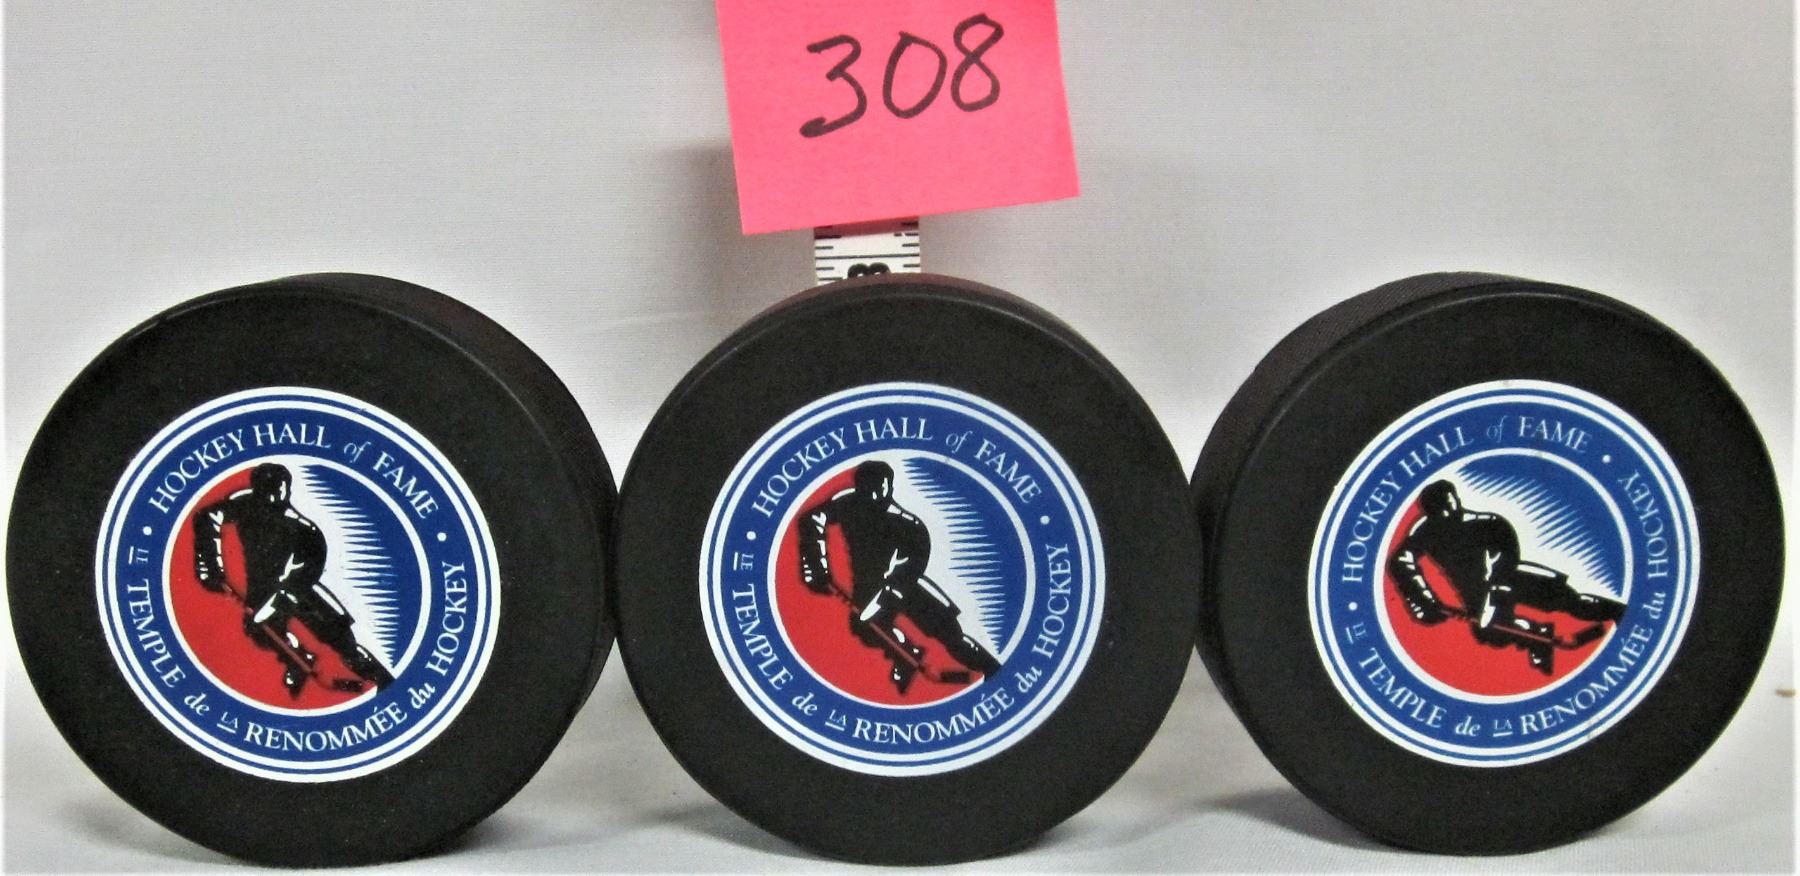 308
3
HOCKEY HALL of FAME •
LE TEMPLE de LA RENOMMÉE du HOCKEY •
HOCKEY HALL of FAME •
LE TEMPLE de LA RENOMMÉE du HOCKEY •
HOCKEY HALL of FAME •
LE TEMPLE de LA RENOMMÉE du HOCKEY •